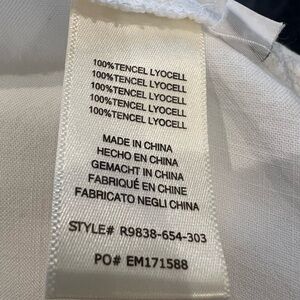 100%TENCEL LYOCELL
100%TENCEL LYOCELL
100%TENCEL LYOCELL
100%TENCEL LYOCELL
100%TENCEL LYOCELL
MADE IN CHINA
HECHO EN CHINA
GEMACHT IN CHINA
FABRIQUÉ EN CHINE
FABRICATO NEGLI CHINA
STYLE# R9838-654-303
PO# EM171588